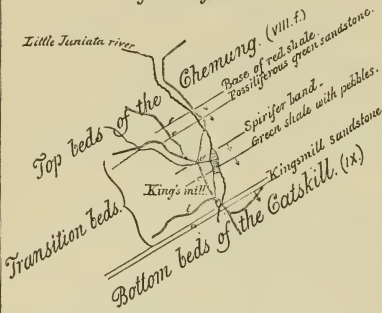 Little Juniata river
Top beds of the Chemung. (VIII.f.)
Base of red shale.
Fossiliferous green sandstone.
Spirifer band.
Green shale with pebbles.
King's mill.
Kingsmill sandstone
Transition beds.
Bottom beds of the Catskill. (IX)